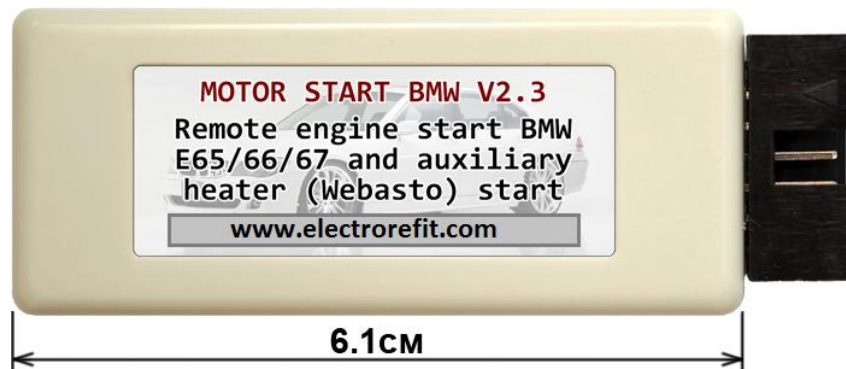 MOTOR START BMW V2.3
Remote engine start BMW
E65/66/67 and auxiliary
heater (Webasto) start
www.electrorefit.com
6.1см